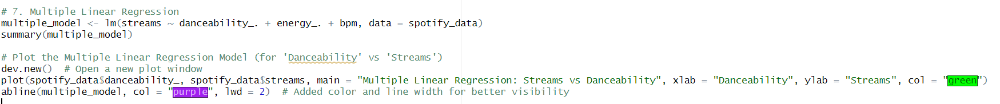 # 7. Multiple Linear Regression
multiple_model <- lm(streams ~ danceability_. + energy_. + bpm, data = spotify_data)
summary(multiple_model)
# Plot the Multiple Linear Regression Model (for 'Danceability' vs 'Streams')
dev.new()  # Open a new plot window
plot(spotify_data$danceability_, spotify_data$streams, main = "Multiple Linear Regression: Streams vs Danceability", xlab = "Danceability", ylab = "Streams", col = "green")
abline(multiple_model, col = "purple", lwd = 2)  # Added color and line width for better visibility